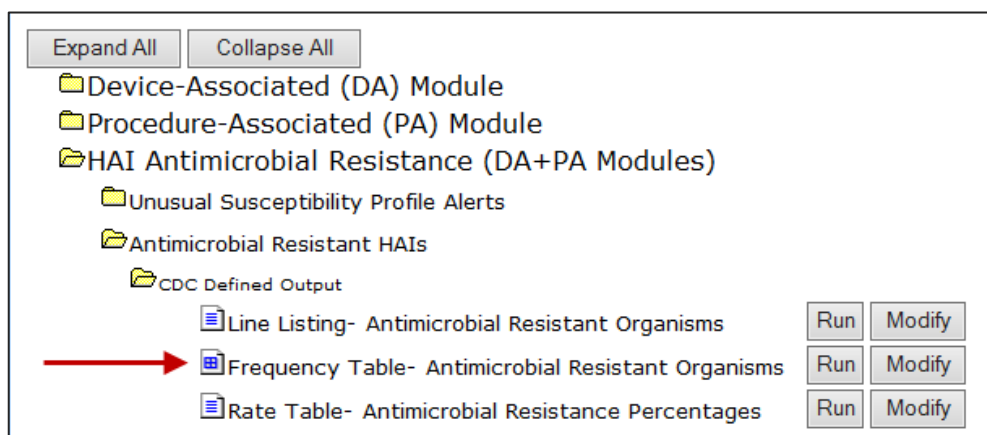 Expand All Collapse All
Device-Associated (DA) Module
Procedure-Associated (PA) Module
HAI Antimicrobial Resistance (DA+PA Modules)
Unusual Susceptibility Profile Alerts
Antimicrobial Resistant HAIs
CDC Defined Output
Line Listing- Antimicrobial Resistant Organisms Run Modify
Frequency Table- Antimicrobial Resistant Organisms Run Modify
Rate Table- Antimicrobial Resistance Percentages Run Modify